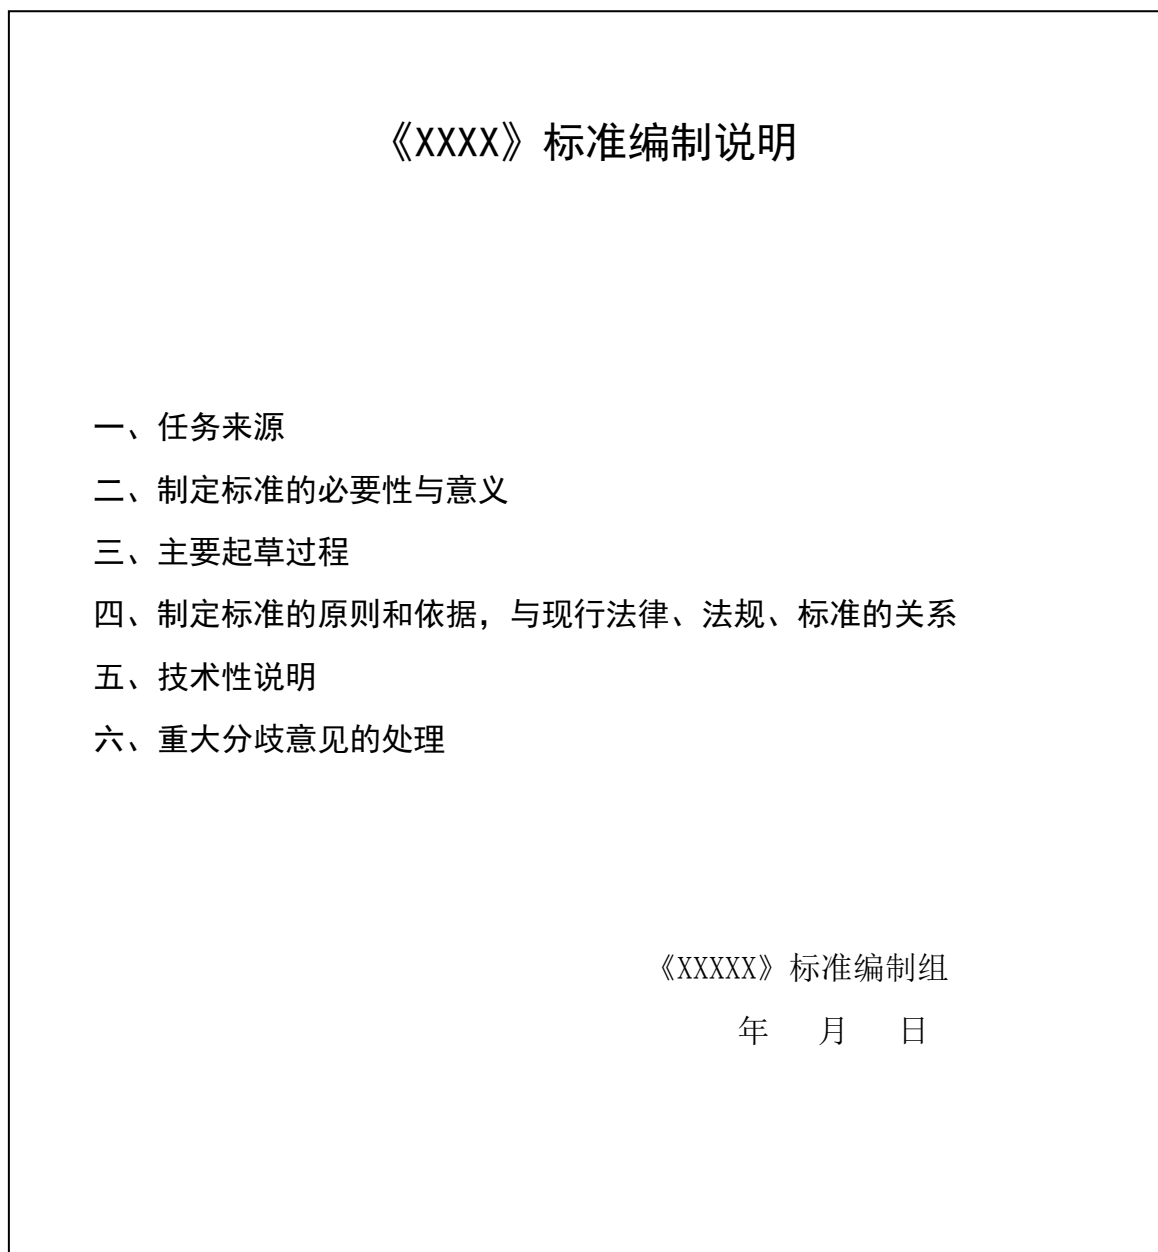 《XXXX》标准编制说明
一、任务来源
二、制定标准的必要性与意义
三、主要起草过程
四、制定标准的原则和依据，与现行法律、法规、标准的关系
五、技术性说明
六、重大分歧意见的处理
《XXXXX》标准编制组
年 月 日